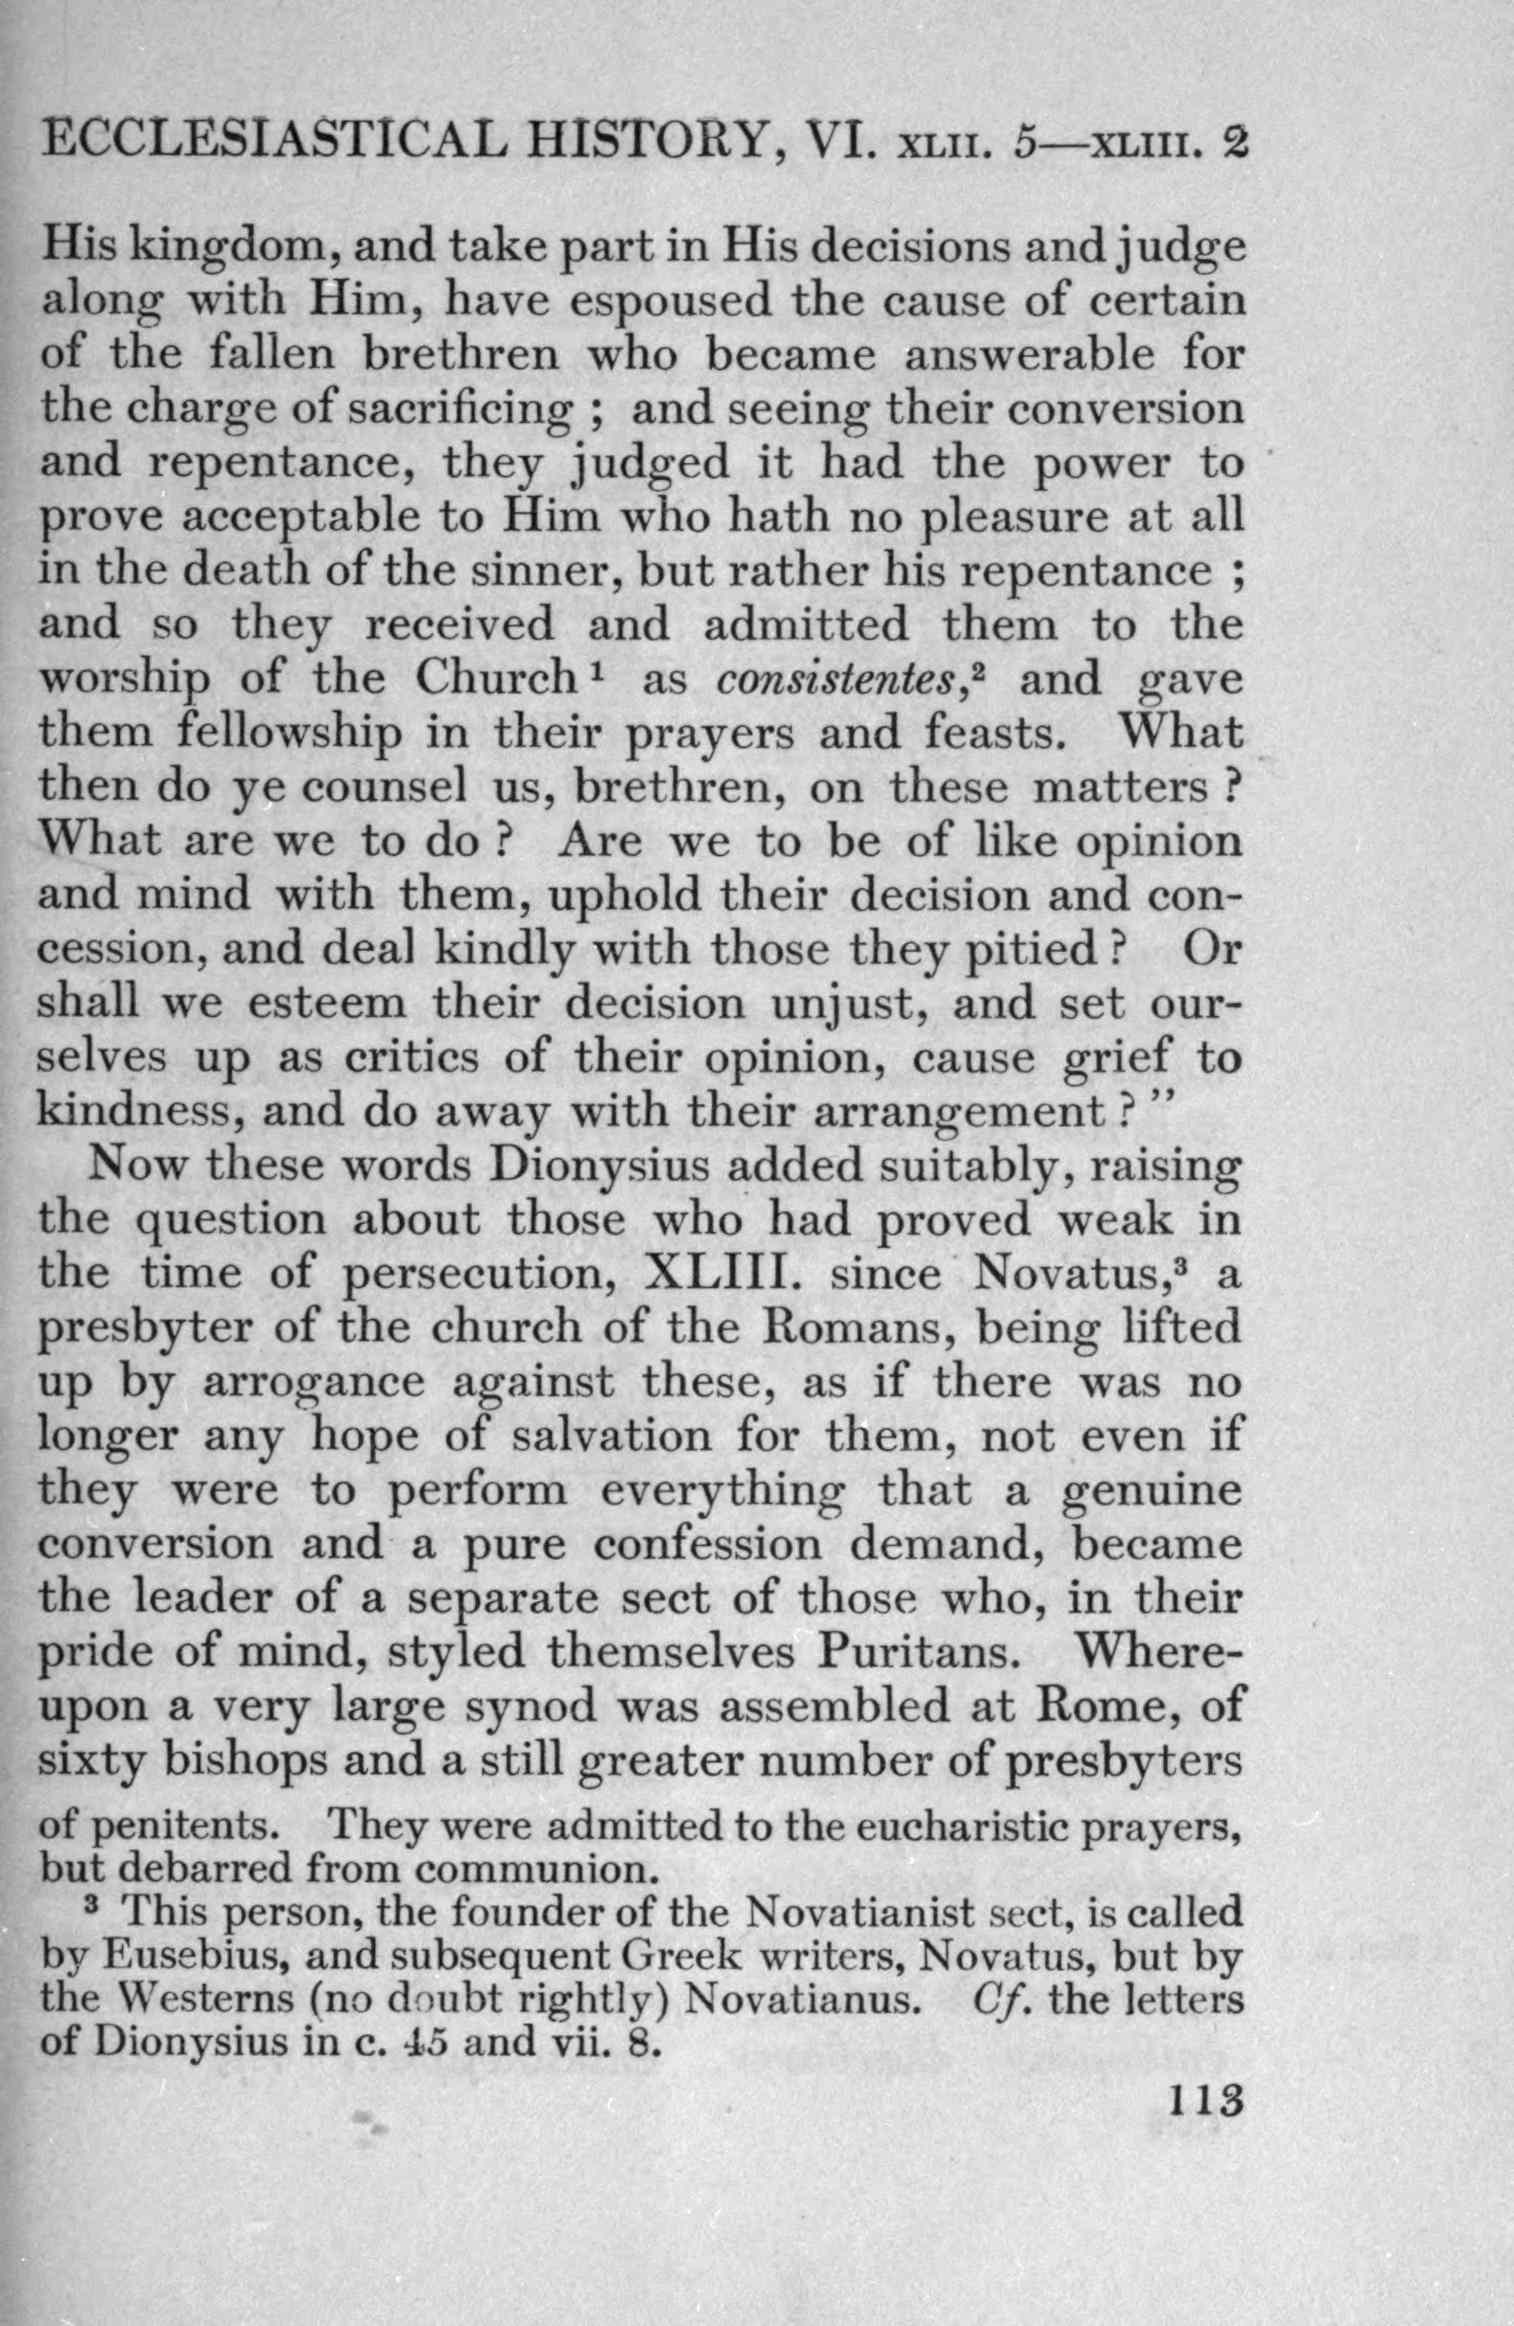 ECCLESIASTICAL HISTORY, VI. XLII. 5—XLIII. 2
His kingdom, and take part in His decisions and judge
along with Him, have espoused the cause of certain
of the fallen brethren who became answerable for
the charge of sacrificing ; and seeing their conversion
and repentance, they judged it had the power to
prove acceptable to Him who hath no pleasure at all
in the death of the sinner, but rather his repentance ;
and so they received and admitted them to the
worship of the Church ¹ as consistentes,² and gave
them fellowship in their prayers and feasts. What
then do ye counsel us, brethren, on these matters ?
What are we to do ? Are we to be of like opinion
and mind with them, uphold their decision and con-
cession, and deal kindly with those they pitied ? Or
shall we esteem their decision unjust, and set our-
selves up as critics of their opinion, cause grief to
kindness, and do away with their arrangement ? ”
Now these words Dionysius added suitably, raising
the question about those who had proved weak in
the time of persecution, XLIII. since Novatus,³ a
presbyter of the church of the Romans, being lifted
up by arrogance against these, as if there was no
longer any hope of salvation for them, not even if
they were to perform everything that a genuine
conversion and a pure confession demand, became
the leader of a separate sect of those who, in their
pride of mind, styled themselves Puritans. Where-
upon a very large synod was assembled at Rome, of
sixty bishops and a still greater number of presbyters
of penitents. They were admitted to the eucharistic prayers,
but debarred from communion.
³ This person, the founder of the Novatianist sect, is called
by Eusebius, and subsequent Greek writers, Novatus, but by
the Westerns (no doubt rightly) Novatianus. Cf. the letters
of Dionysius in c. 45 and vii. 8.
113